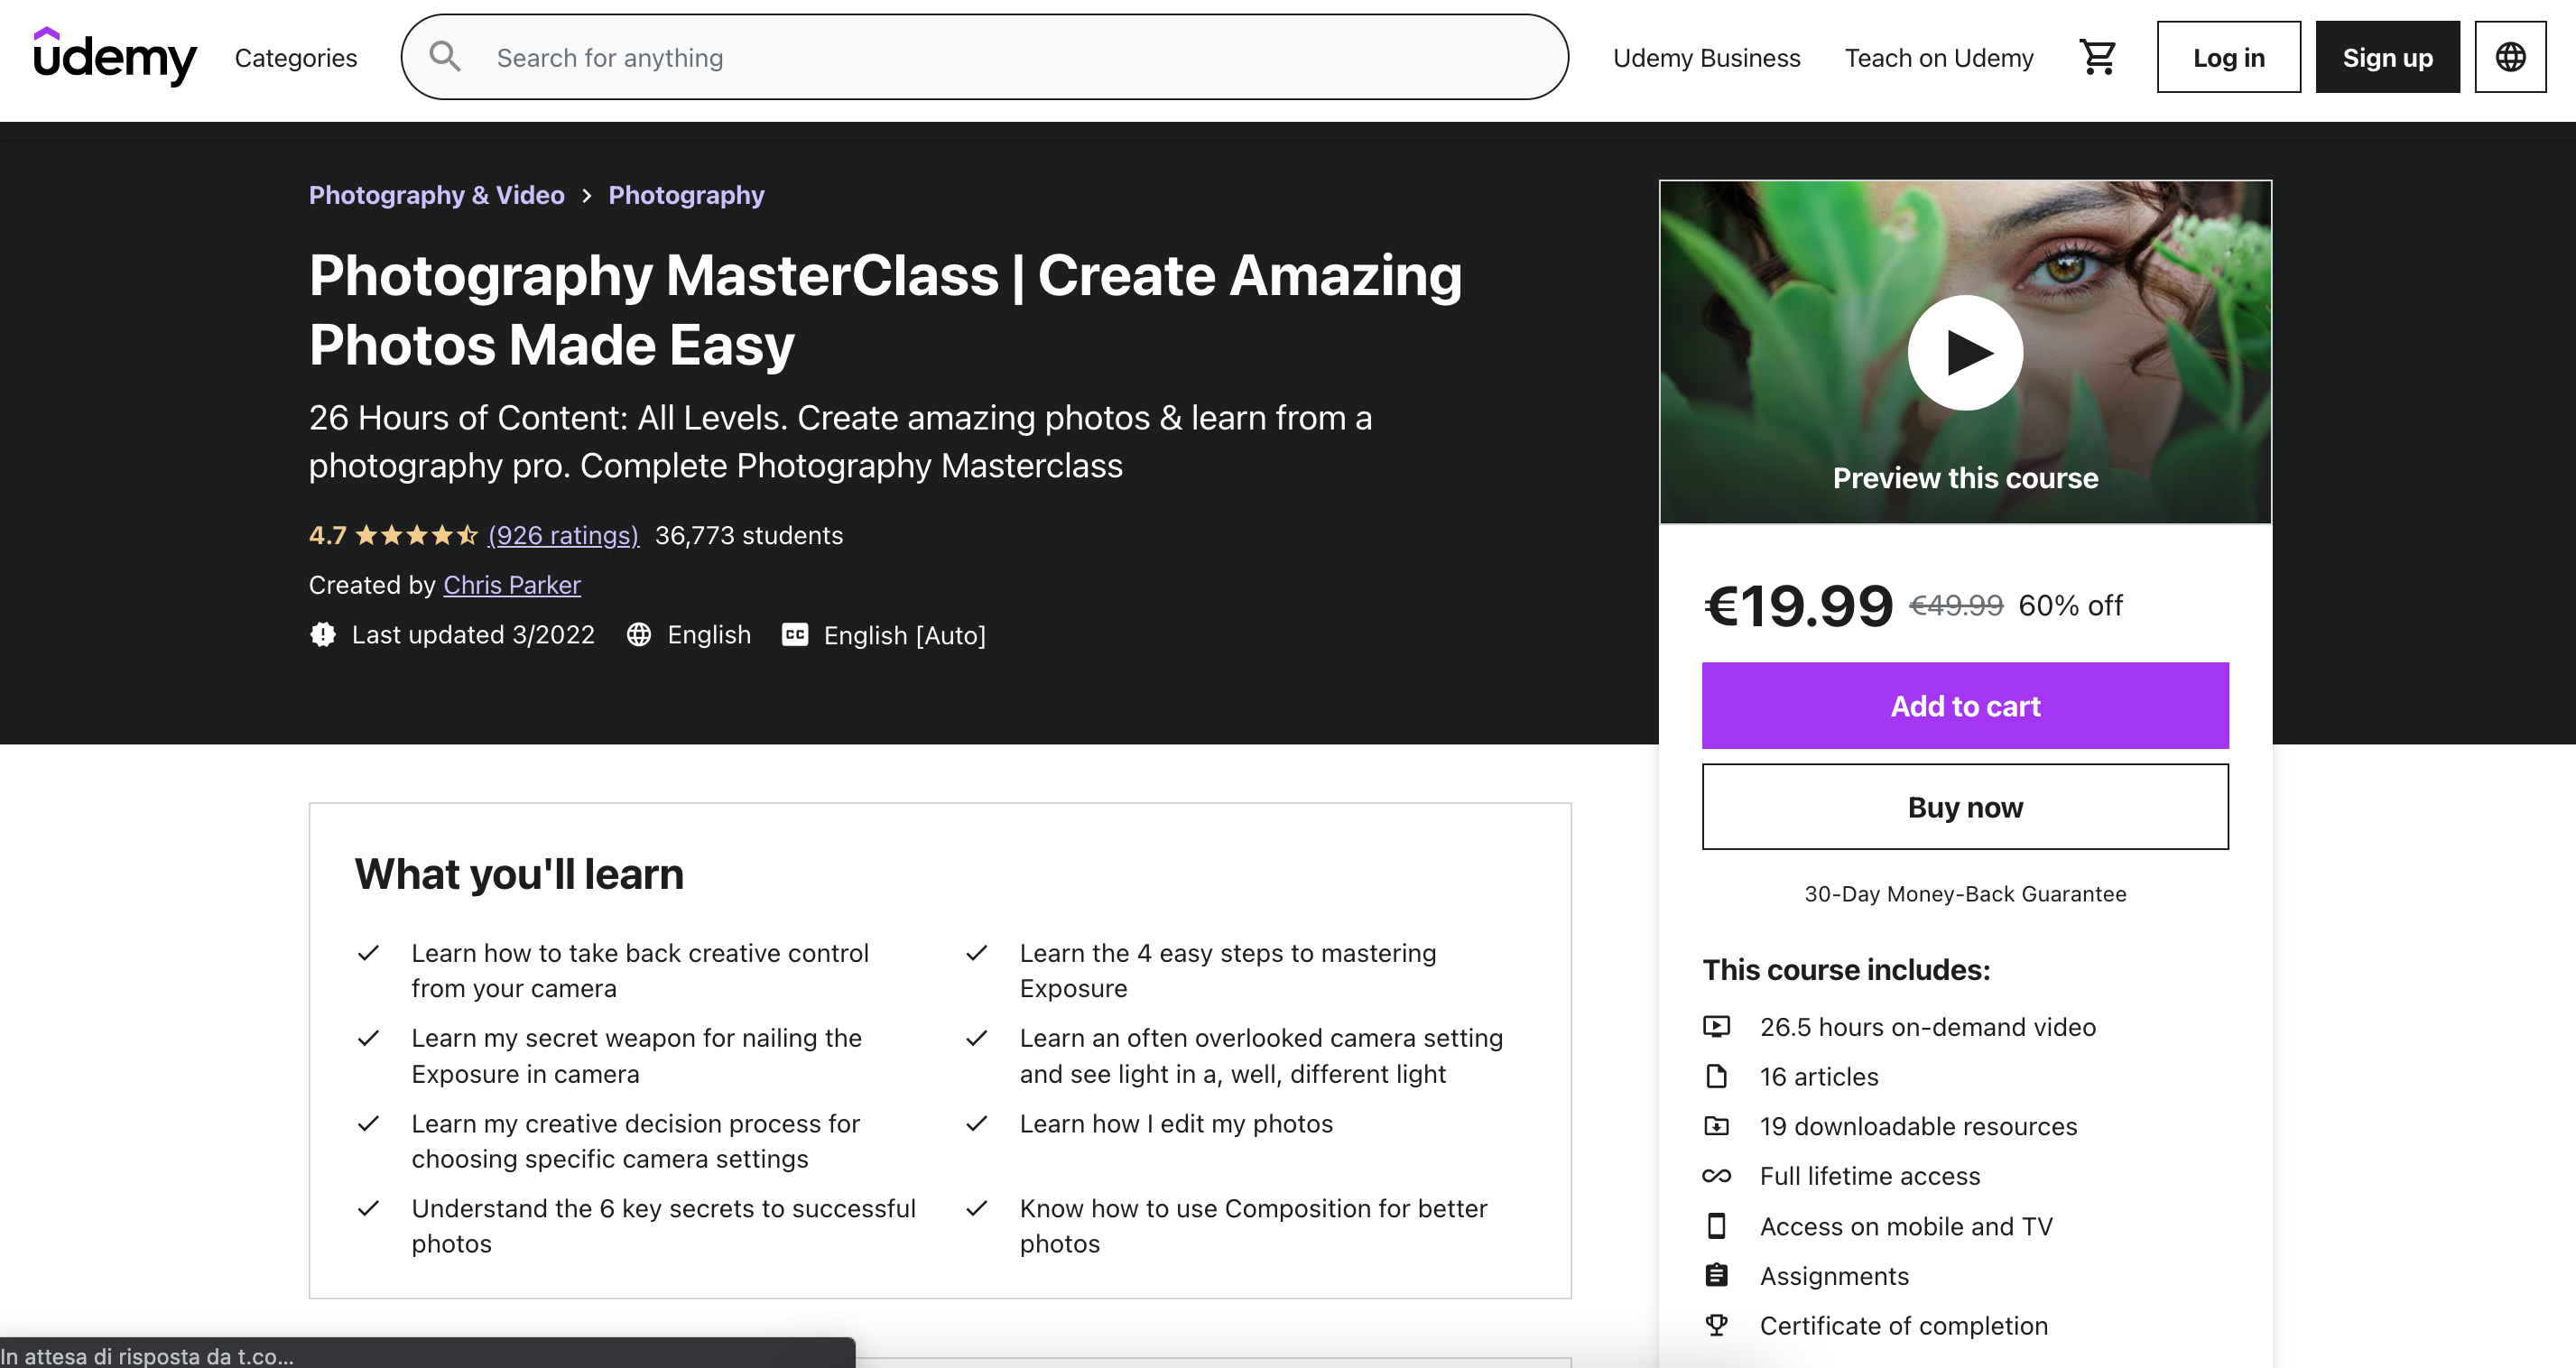 udemy
Categories
Search for anything
Udemy Business
Teach on Udemy
Log in
Sign up
Photography & Video
Photography
Photography MasterClass | Create Amazing
Photos Made Easy
26 Hours of Content: All Levels. Create amazing photos & learn from a
photography pro. Complete Photography Masterclass
4.7 (926 ratings) 36,773 students
Created by Chris Parker
Last updated 3/2022 English CC English [Auto]
Preview this course
€19.99 €49.99 60% off
Add to cart
Buy now
30-Day Money-Back Guarantee
This course includes:
26.5 hours on-demand video
16 articles
19 downloadable resources
Full lifetime access
Access on mobile and TV
Assignments
Certificate of completion
What you'll learn
Learn how to take back creative control
from your camera
Learn the 4 easy steps to mastering
Exposure
Learn my secret weapon for nailing the
Exposure in camera
Learn an often overlooked camera setting
and see light in a, well, different light
Learn my creative decision process for
choosing specific camera settings
Learn how I edit my photos
Understand the 6 key secrets to successful
photos
Know how to use Composition for better
photos
In attesa di risposta da t.co...